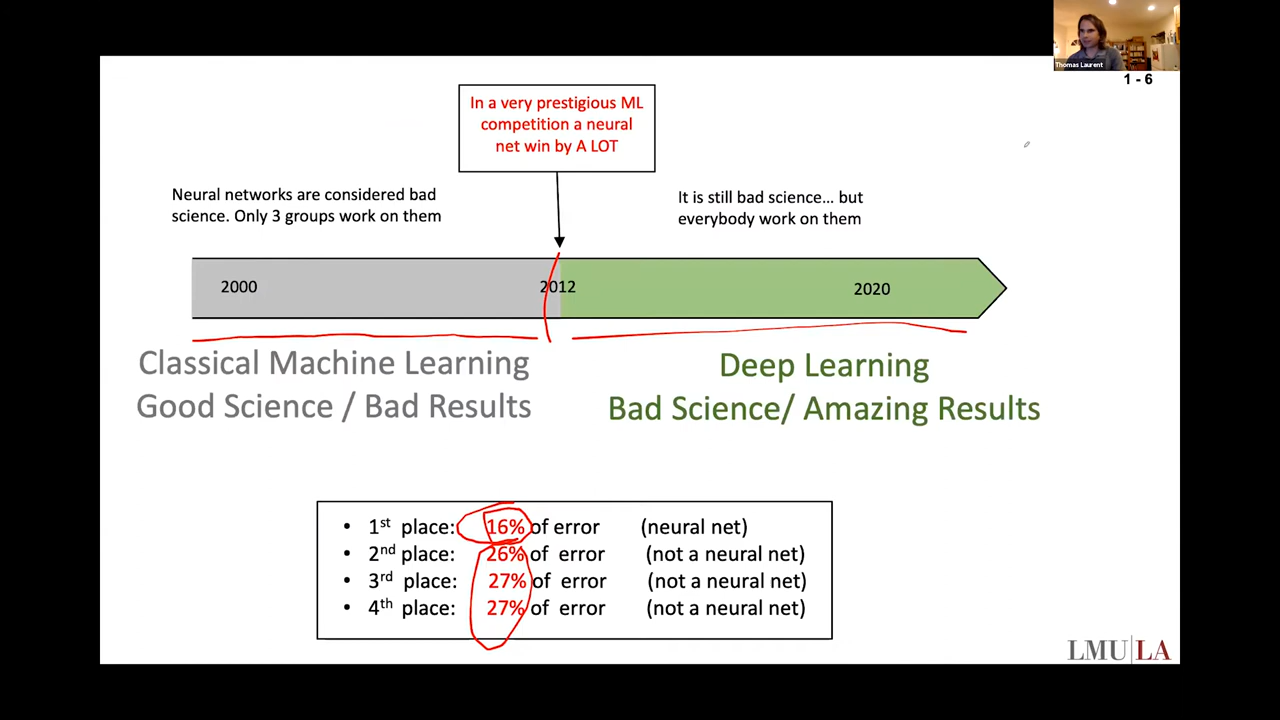 Thomas Laurent
1 - 6
In a very prestigious ML
competition a neural
net win by A LOT
Neural networks are considered bad
science. Only 3 groups work on them
It is still bad science... but
everybody work on them
2000
2012
2020
Classical Machine Learning
Good Science / Bad Results
Deep Learning
Bad Science/ Amazing Results
• 1st place: 16% of error (neural net)
• 2nd place: 26% of error (not a neural net)
• 3rd place: 27% of error (not a neural net)
• 4th place: 27% of error (not a neural net)
LMU|LA